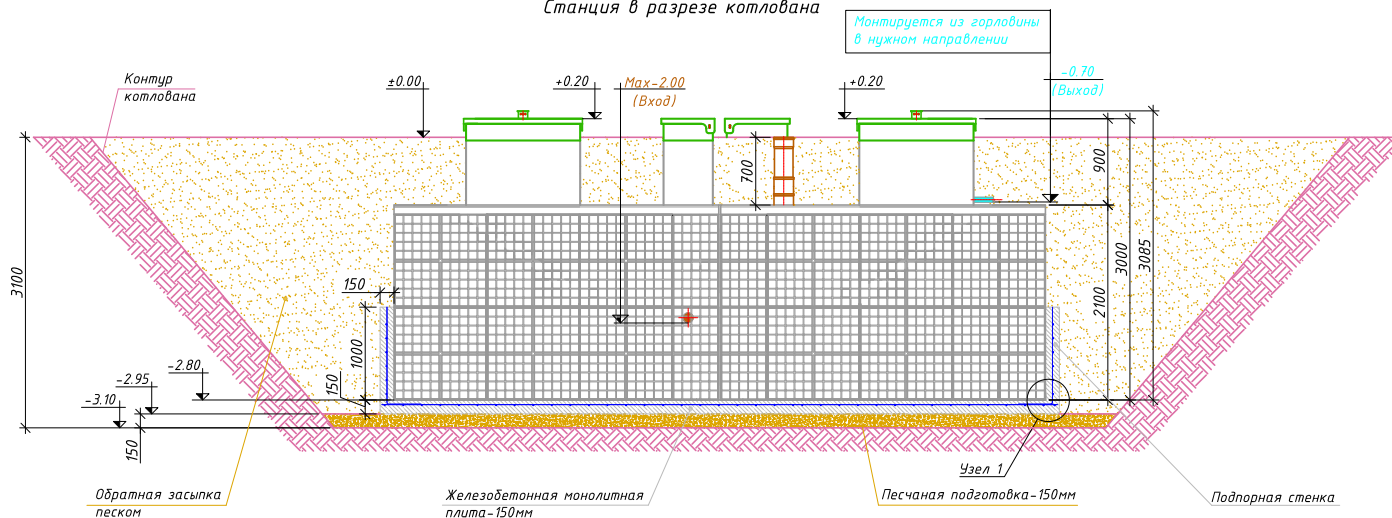 Станция в разрезе котлована
Монтируется из горловины
в нужном направлении
Контур
котлована
±0.00
+0.20
Max-2.00
(Вход)
+0.20
-0.70
(Выход)
700
900
3100
150
3000
3085
2100
1000
150
-2.80
-2.95
-3.10
150
Узел 1
Обратная засыпка
песком
Железобетонная монолитная
плита-150мм
Песчаная подготовка-150мм
Подпорная стенка